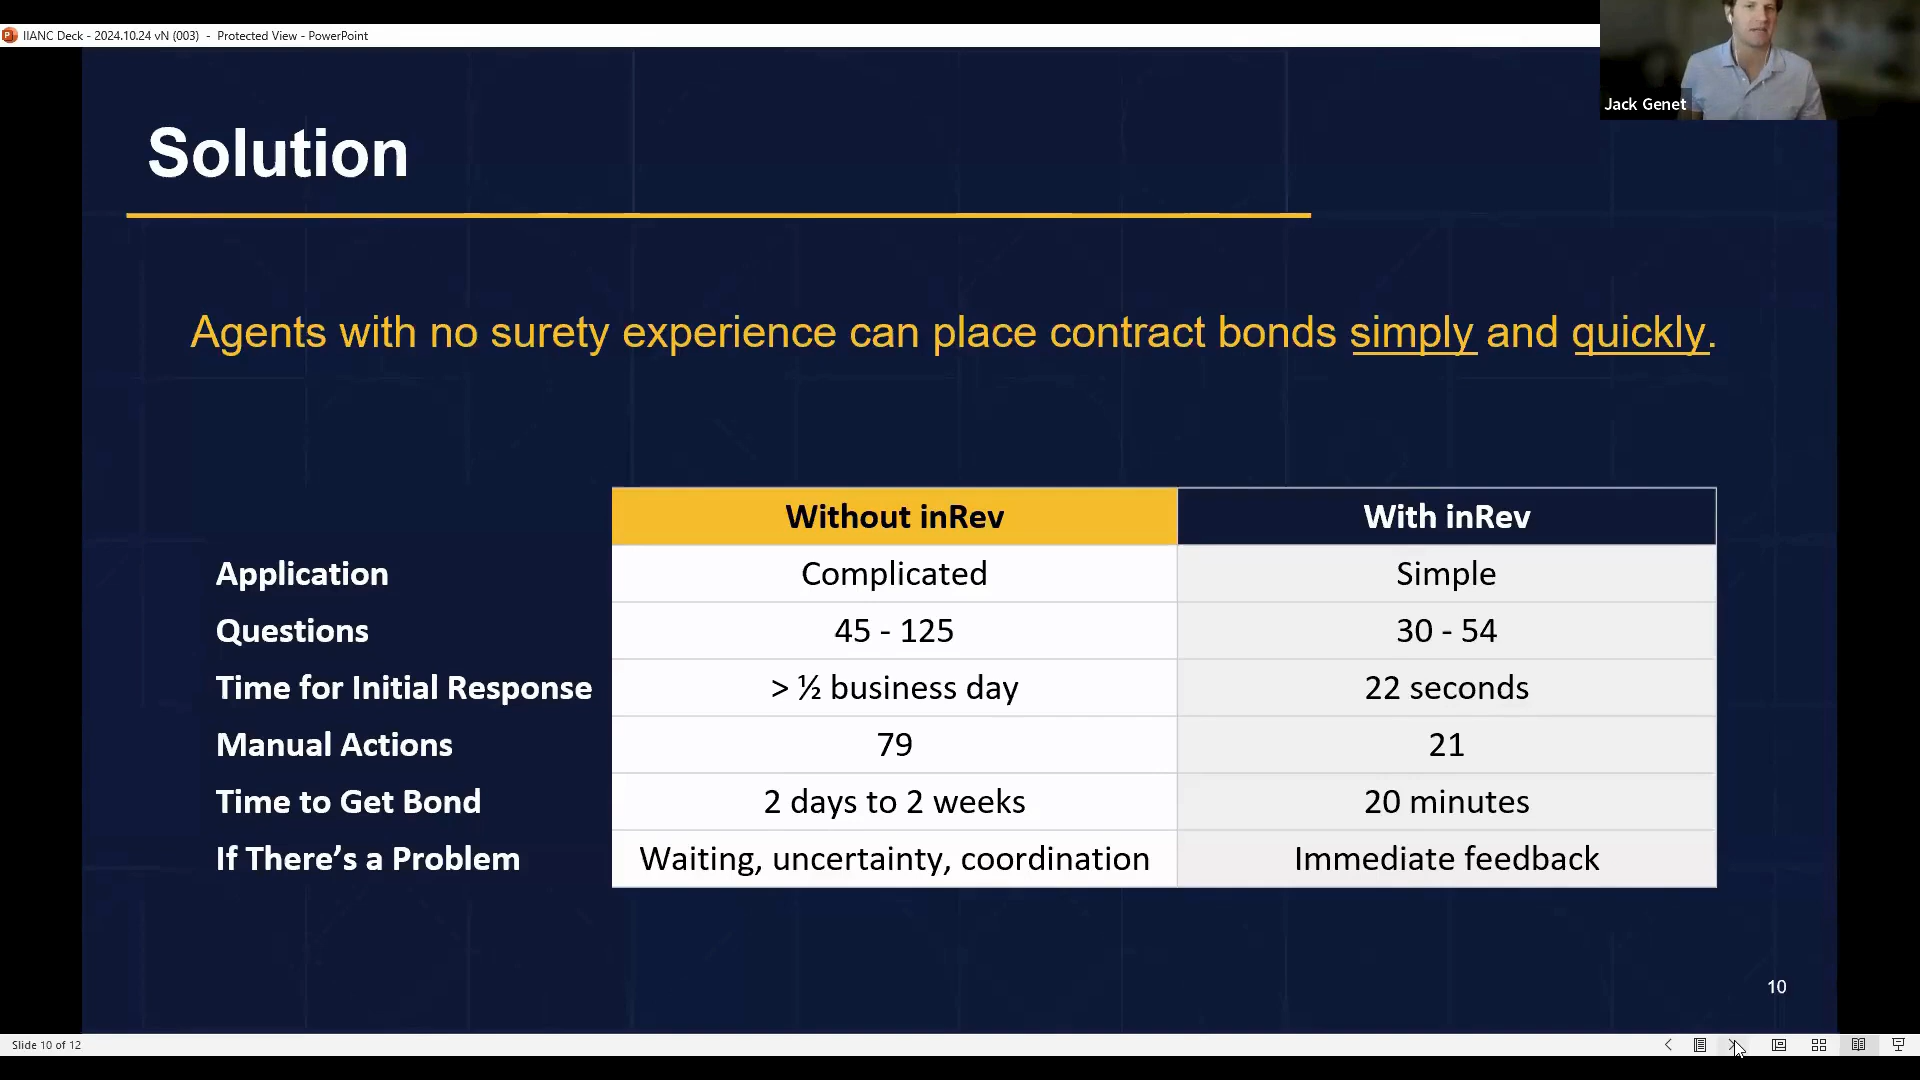 IIANC Deck - 2024.10.24 vN (003) - Protected View - PowerPoint
Jack Genet
Solution
Agents with no surety experience can place contract bonds simply and quickly.
Without inRev With inRev
Application Complicated Simple
Questions 45 - 125 30 - 54
Time for Initial Response > ½ business day 22 seconds
Manual Actions 79 21
Time to Get Bond 2 days to 2 weeks 20 minutes
If There’s a Problem Waiting, uncertainty, coordination Immediate feedback
10
Slide 10 of 12